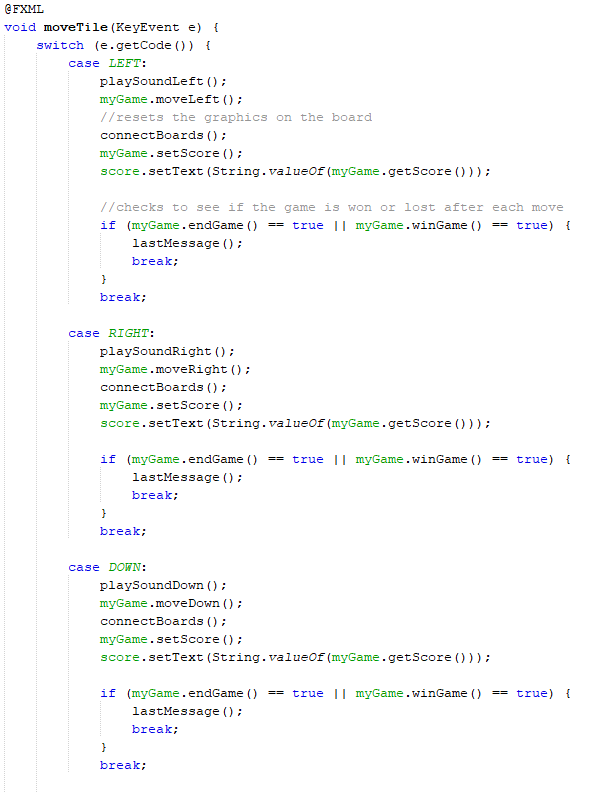 @FXML
void moveTile(KeyEvent e) {
    switch (e.getCode()) {
        case LEFT:
            playSoundLeft();
            myGame.moveLeft();
            //resets the graphics on the board
            connectBoards();
            myGame.setScore();
            score.setText(String.valueOf(myGame.getScore()));

            //checks to see if the game is won or lost after each move
            if (myGame.endGame() == true || myGame.winGame() == true) {
                lastMessage();
                break;
            }
            break;

        case RIGHT:
            playSoundRight();
            myGame.moveRight();
            connectBoards();
            myGame.setScore();
            score.setText(String.valueOf(myGame.getScore()));

            if (myGame.endGame() == true || myGame.winGame() == true) {
                lastMessage();
                break;
            }
            break;

        case DOWN:
            playSoundDown();
            myGame.moveDown();
            connectBoards();
            myGame.setScore();
            score.setText(String.valueOf(myGame.getScore()));

            if (myGame.endGame() == true || myGame.winGame() == true) {
                lastMessage();
                break;
            }
            break;